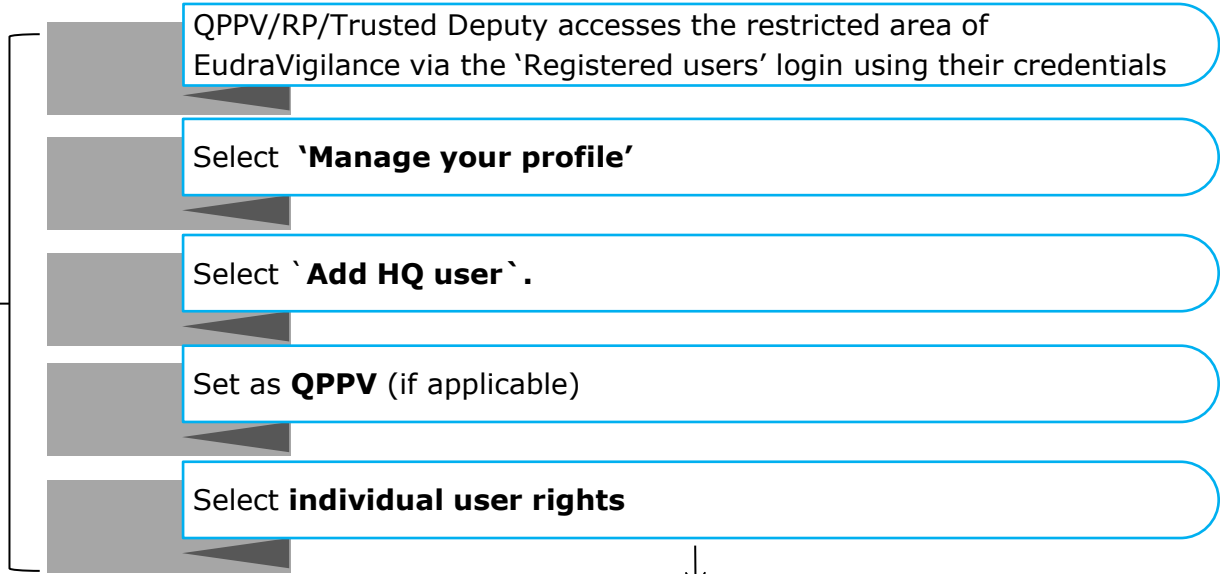 QPPV/RP/Trusted Deputy accesses the restricted area of
EudraVigilance via the ‘Registered users’ login using their credentials
Select ‘Manage your profile’
Select `Add HQ user`.
Set as QPPV (if applicable)
Select individual user rights